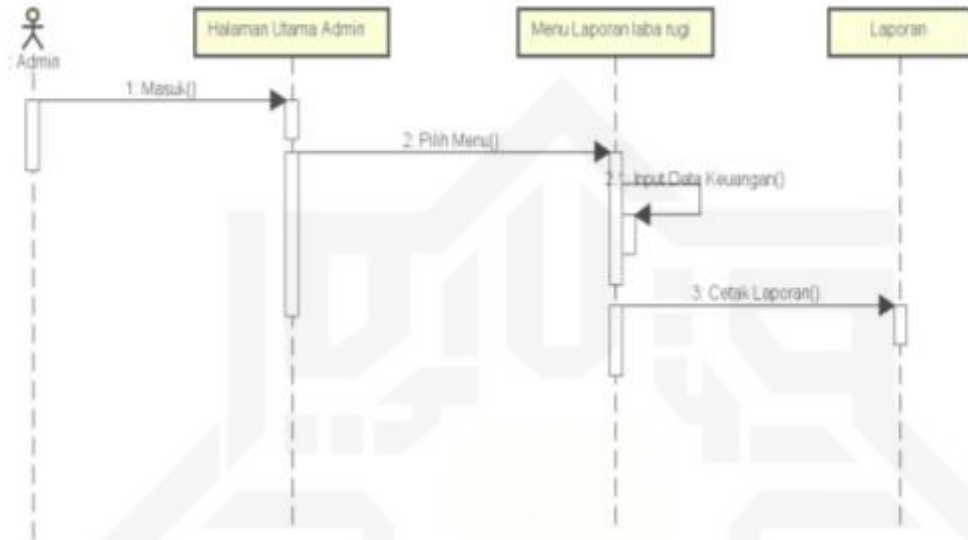 : Admin
Halaman Utama Admin
Menu Laporan laba rugi
Laporan
1: Masuk()
2: Pilih Menu()
2.1: Input Data Keuangan()
3: Cetak Laporan()